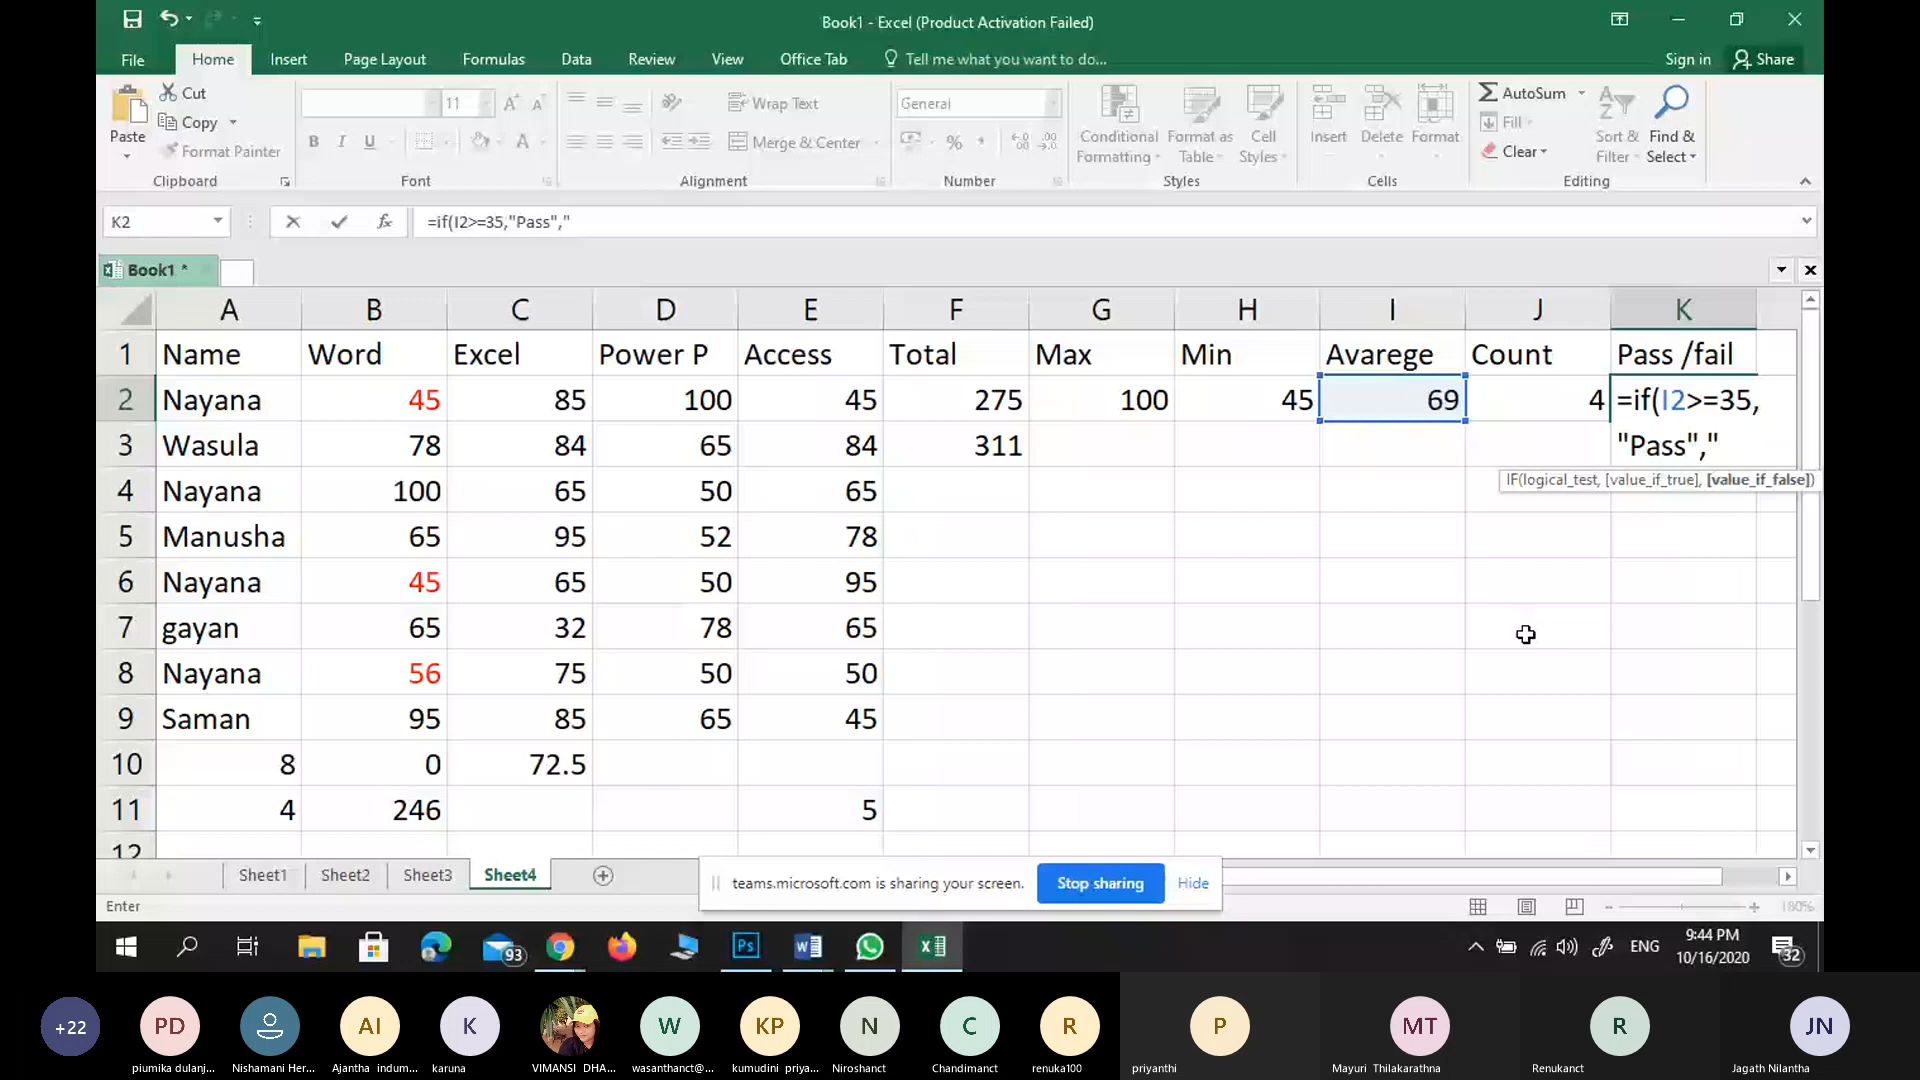 Book1 - Excel (Product Activation Failed)
File Home Insert Page Layout Formulas Data Review View Office Tab Tell me what you want to do... Sign in Share
Paste
Cut
Copy
Format Painter
Clipboard
11
B I U
Font
Wrap Text
Merge & Center
Alignment
General
%
Number
Conditional Formatting
Format as Table
Cell Styles
Styles
Insert Delete Format
Cells
AutoSum
Fill
Clear
Sort & Filter
Find & Select
Editing
K2 fx =if(I2>=35,"Pass","
Book1 *
A B C D E F G H I J K
1 Name Word Excel Power P Access Total Max Min Avarege Count Pass /fail
2 Nayana 45 85 100 45 275 100 45 69 4 =if(I2>=35,
"Pass","
3 Wasula 78 84 65 84 311
IF(logical_test, [value_if_true], [value_if_false])
4 Nayana 100 65 50 65
5 Manusha 65 95 52 78
6 Nayana 45 65 50 95
7 gayan 65 32 78 65
8 Nayana 56 75 50 50
9 Saman 95 85 65 45
10 8 0 72.5
11 4 246 5
12
Sheet1 Sheet2 Sheet3 Sheet4
teams.microsoft.com is sharing your screen. Stop sharing Hide
Enter
180%
93
Ps
ENG
9:44 PM
10/16/2020
32
+22 PD AI K W KP N C R P MT R JN
piumika dulanj... Nishamani Her... Ajantha indum... karuna VIMANSI DHA... wasanthanct@... kumudini priya... Niroshanct Chandimanct renuka100 priyanthi Mayuri Thilakarathna Renukanct Jagath Nilantha